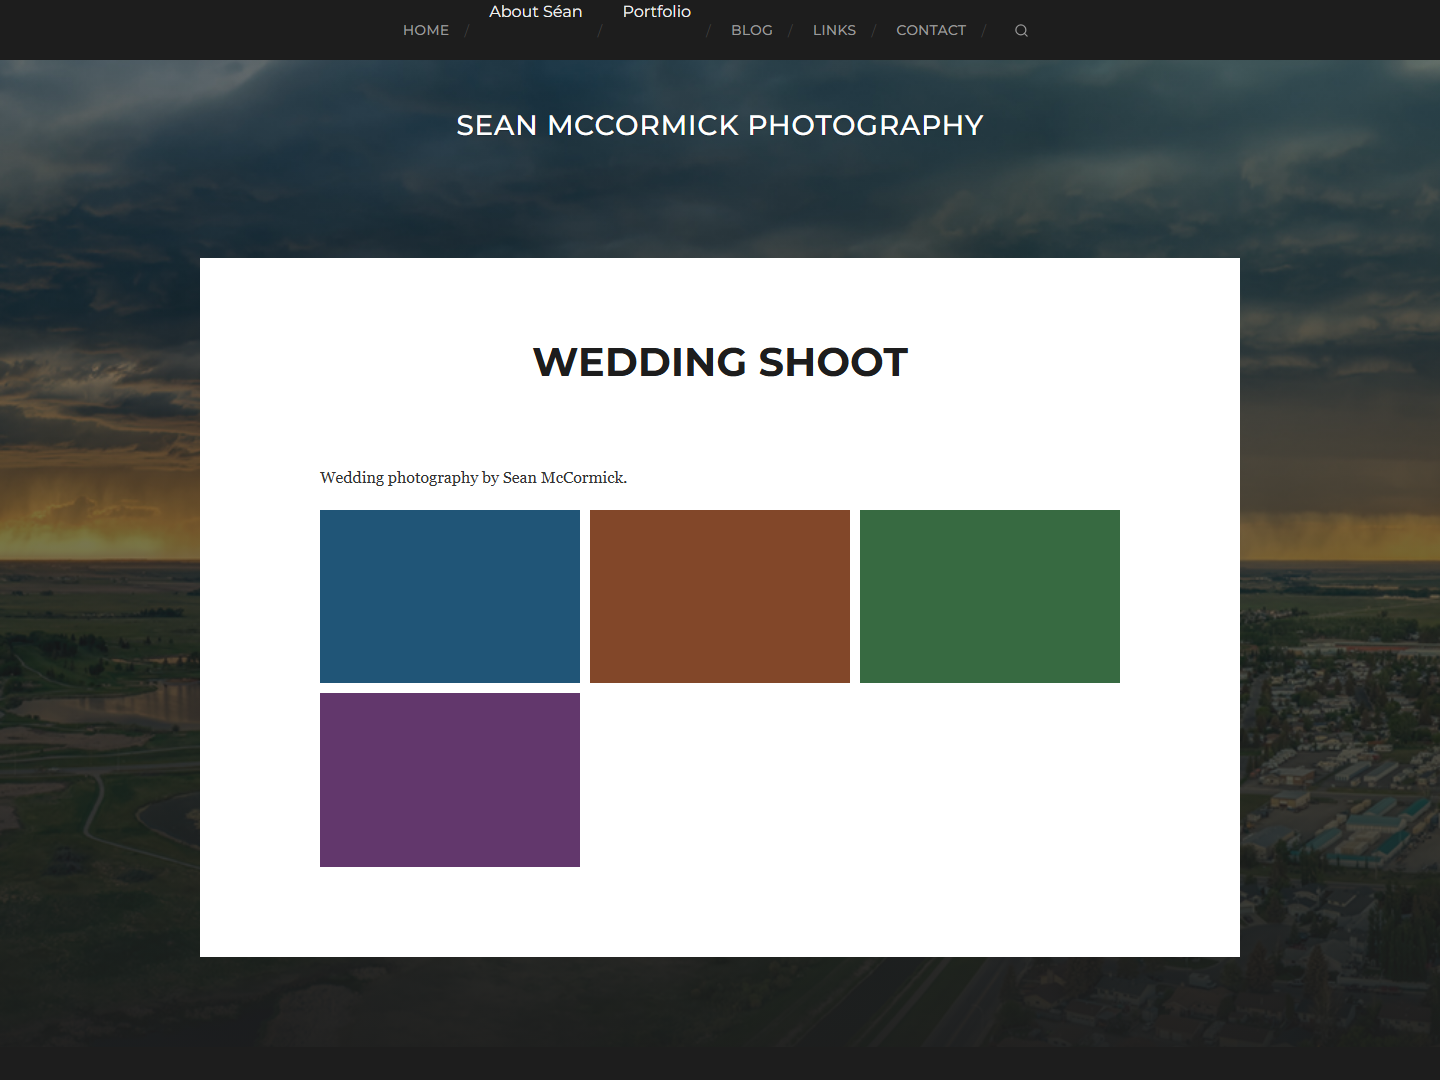 HOME / About Séan / Portfolio / BLOG / LINKS / CONTACT /
SEAN MCCORMICK PHOTOGRAPHY
WEDDING SHOOT
Wedding photography by Sean McCormick.